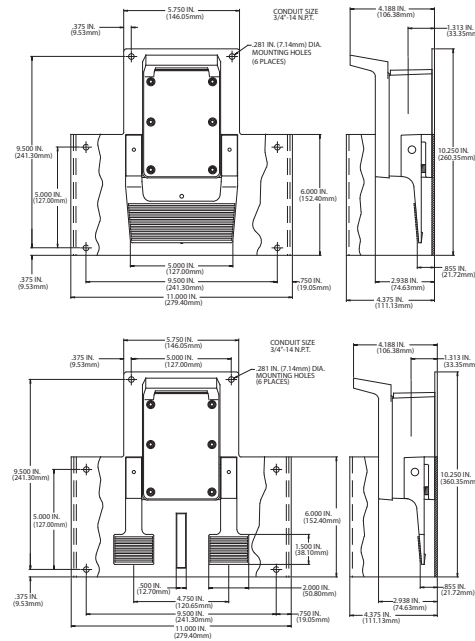 5.750 IN.
(146.05mm)
CONDUIT SIZE
3/4"-14 N.P.T.
4.188 IN.
(106.38mm)
.375 IN.
(9.53mm)
1.313 IN.
(33.35mm)
.281 IN. (7.14mm) DIA.
MOUNTING HOLES
(6 PLACES)
9.500 IN.
(241.30mm)
10.250 IN.
(260.35mm)
5.000 IN.
(127.00mm)
6.000 IN.
(152.40mm)
.375 IN.
(9.53mm)
5.000 IN.
(127.00mm)
9.500 IN.
(241.30mm)
.750 IN.
(19.05mm)
11.000 IN.
(279.40mm)
2.938 IN.
(74.63mm)
.855 IN.
(21.72mm)
4.375 IN.
(111.13mm)
5.750 IN.
(146.05mm)
CONDUIT SIZE
3/4"-14 N.P.T.
4.188 IN.
(106.38mm)
.375 IN.
(9.53mm)
5.000 IN.
(127.00mm)
1.313 IN.
(33.35mm)
.281 IN. (7.14mm) DIA.
MOUNTING HOLES
(6 PLACES)
9.500 IN.
(241.30mm)
10.250 IN.
(360.35mm)
5.000 IN.
(127.00mm)
6.000 IN.
(152.40mm)
1.500 IN.
(38.10mm)
.375 IN.
(9.53mm)
.500 IN.
(12.70mm)
2.000 IN.
(50.80mm)
4.750 IN.
(120.65mm)
9.500 IN.
(241.30mm)
.750 IN.
(19.05mm)
11.000 IN.
(279.40mm)
2.938 IN.
(74.63mm)
.855 IN.
(21.72mm)
4.375 IN.
(111.13mm)